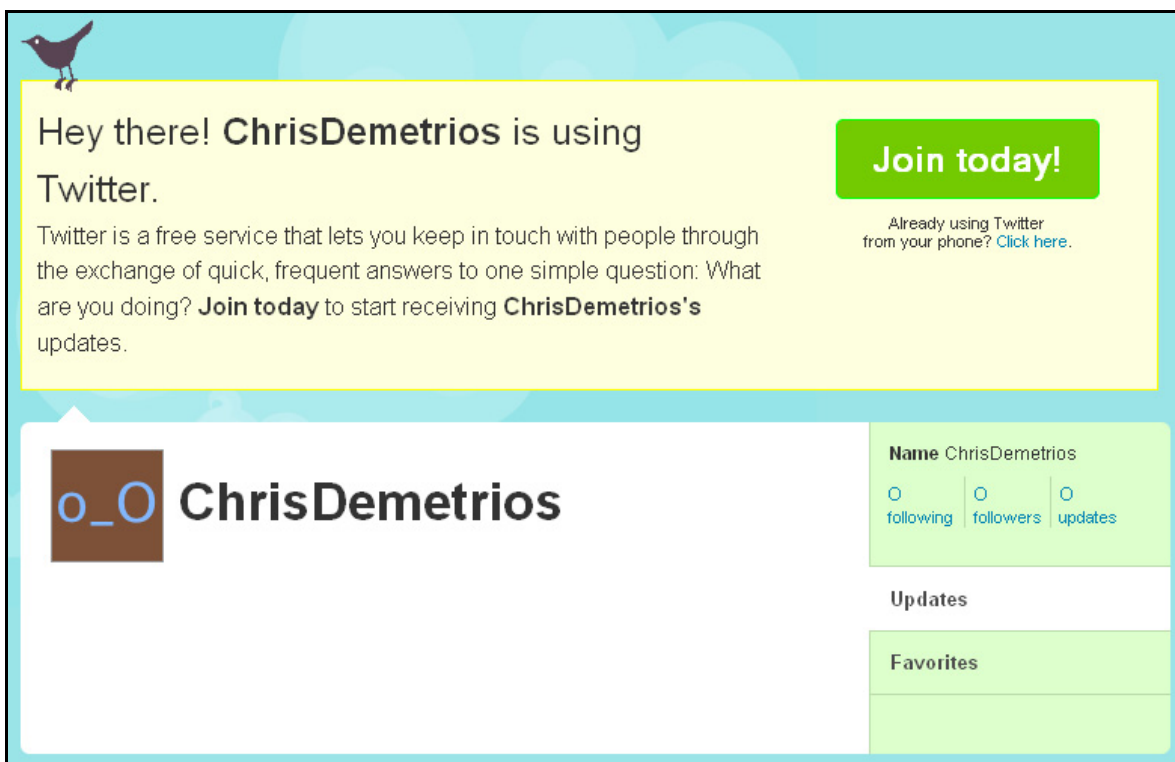 Hey there! ChrisDemetrios is using
Twitter.
Twitter is a free service that lets you keep in touch with people through
the exchange of quick, frequent answers to one simple question: What
are you doing? Join today to start receiving ChrisDemetrios's
updates.
Join today!
Already using Twitter
from your phone? Click here.
o_O ChrisDemetrios
Name ChrisDemetrios
0 0 0
following followers updates
Updates
Favorites